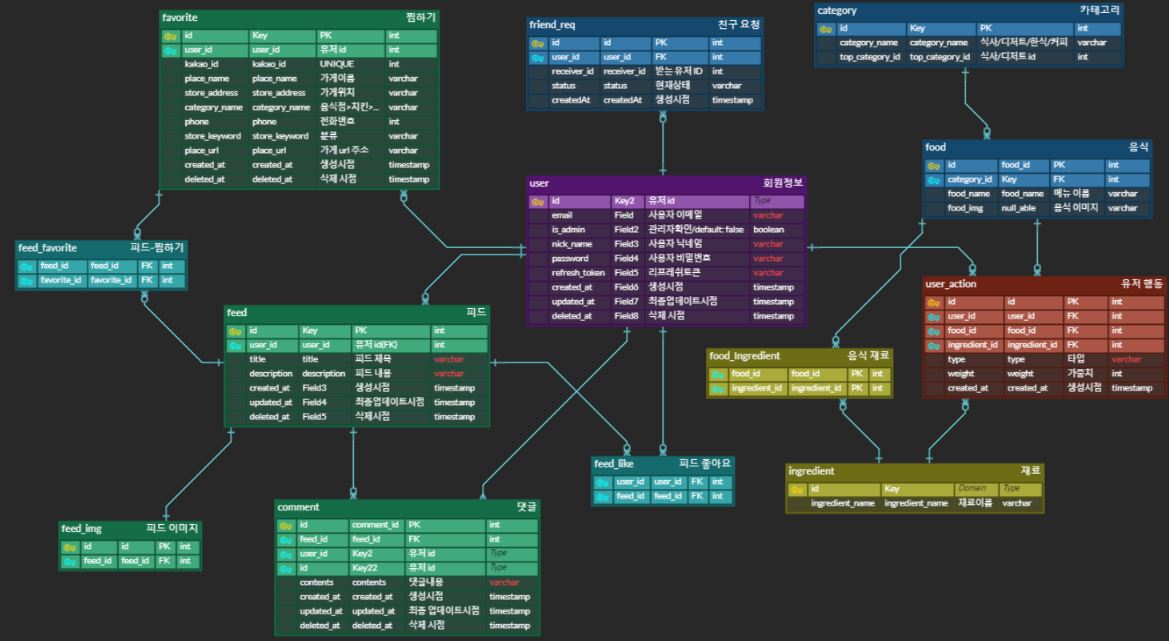 favorite 찜하기
id Key PK int
user_id user_id 유저 id int
kakao_id kakao_id UNIQUE int
place_name place_name 가게이름 varchar
store_address store_address 가게위치 varchar
category_name category_name 음식점>치킨>... varchar
phone phone 전화번호 int
store_keyword store_keyword 분류 varchar
place_url place_url 가게 url 주소 varchar
created_at created_at 생성시점 timestamp
deleted_at deleted_at 삭제 시점 timestamp
friend_req 친구 요청
id id PK int
user_id user_id FK int
receiver_id receiver_id 받는 유저 ID int
status status 현재상태 varchar
createdAt createdAt 생성시점 timestamp
category 카테고리
id Key PK int
category_name category_name 식사/디저트/한식/커피 varchar
top_category_id top_category_id 식사/디저트 id int
food 음식
id food_id PK int
category_id Key FK int
food_name food_name 메뉴 이름 varchar
food_img null_able 음식 이미지 varchar
user 회원정보
id Key2 유저 id Type
email Field 사용자 이메일 varchar
is_admin Field2 관리자확인/default: false boolean
nick_name Field3 사용자 닉네임 varchar
password Field4 사용자 비밀번호 varchar
refresh_token Field5 리프레쉬토큰 varchar
created_at Field6 생성시점 timestamp
updated_at Field7 최종업데이트시점 timestamp
deleted_at Field8 삭제 시점 timestamp
feed_favorite 피드-찜하기
feed_id feed_id FK int
favorite_id favorite_id FK int
feed 피드
id Key PK int
user_id user_id 유저 id(FK) int
title title 피드 제목 varchar
description description 피드 내용 varchar
created_at Field3 생성시점 timestamp
updated_at Field4 최종업데이트시점 timestamp
deleted_at Field5 삭제시점 timestamp
user_action 유저 행동
id id PK int
user_id user_id FK int
food_id food_id FK int
ingredient_id ingredient_id FK int
type type 타입 varchar
weight weight 가중치 int
created_at created_at 생성시점 timestamp
food_Ingredient 음식 재료
food_id food_id PK int
ingredient_id ingredient_id PK int
feed_like 피드 좋아요
user_id user_id FK int
feed_id feed_id FK int
ingredient 재료
id Key Domain Type
ingredient_name ingredient_name 재료이름 varchar
feed_img 피드 이미지
id id PK int
feed_id feed_id FK int
comment 댓글
id comment_id PK int
feed_id feed_id FK int
user_id Key2 유저 id Type
id Key22 유저 id Type
contents contents 댓글내용 varchar
created_at created_at 생성시점 timestamp
updated_at updated_at 최종 업데이트시점 timestamp
deleted_at deleted_at 삭제 시점 timestamp